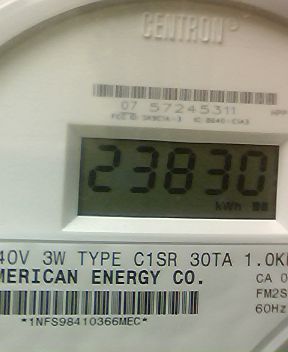 CENTRON
07 57245311
23830
kWh
40V 3W TYPE C1SR 30TA 1.0K
MERICAN ENERGY CO.
CA 0
FM2S
60Hz
*1NFS98410366MEC*